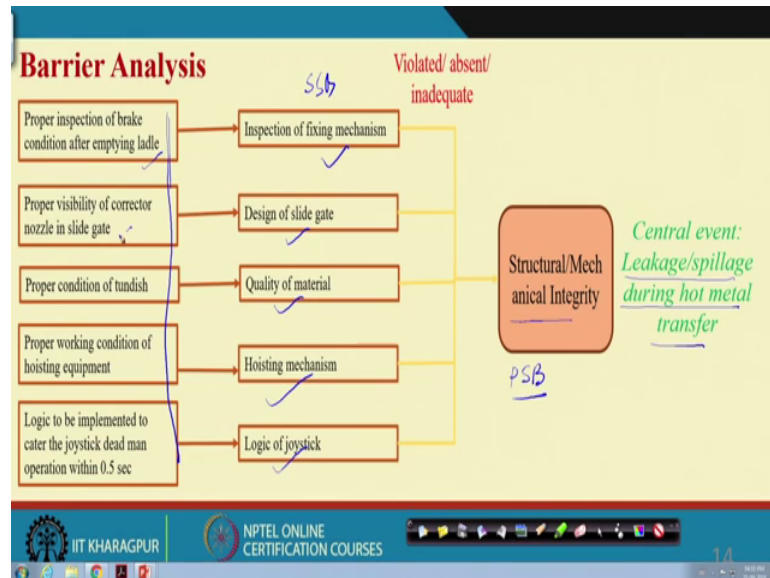 Barrier Analysis
SSB
Violated/ absent/
inadequate
Proper inspection of brake
condition after emptying ladle
Inspection of fixing mechanism
Proper visibility of corrector
nozzle in slide gate
Design of slide gate
Proper condition of tundish
Quality of material
Proper working condition of
hoisting equipment
Hoisting mechanism
Logic to be implemented to
cater the joystick dead man
operation within 0.5 sec
Logic of joystick
Structural/Mech
anical Integrity
PSB
Central event:
Leakage/spillage
during hot metal
transfer
IIT KHARAGPUR
NPTEL ONLINE
CERTIFICATION COURSES
14